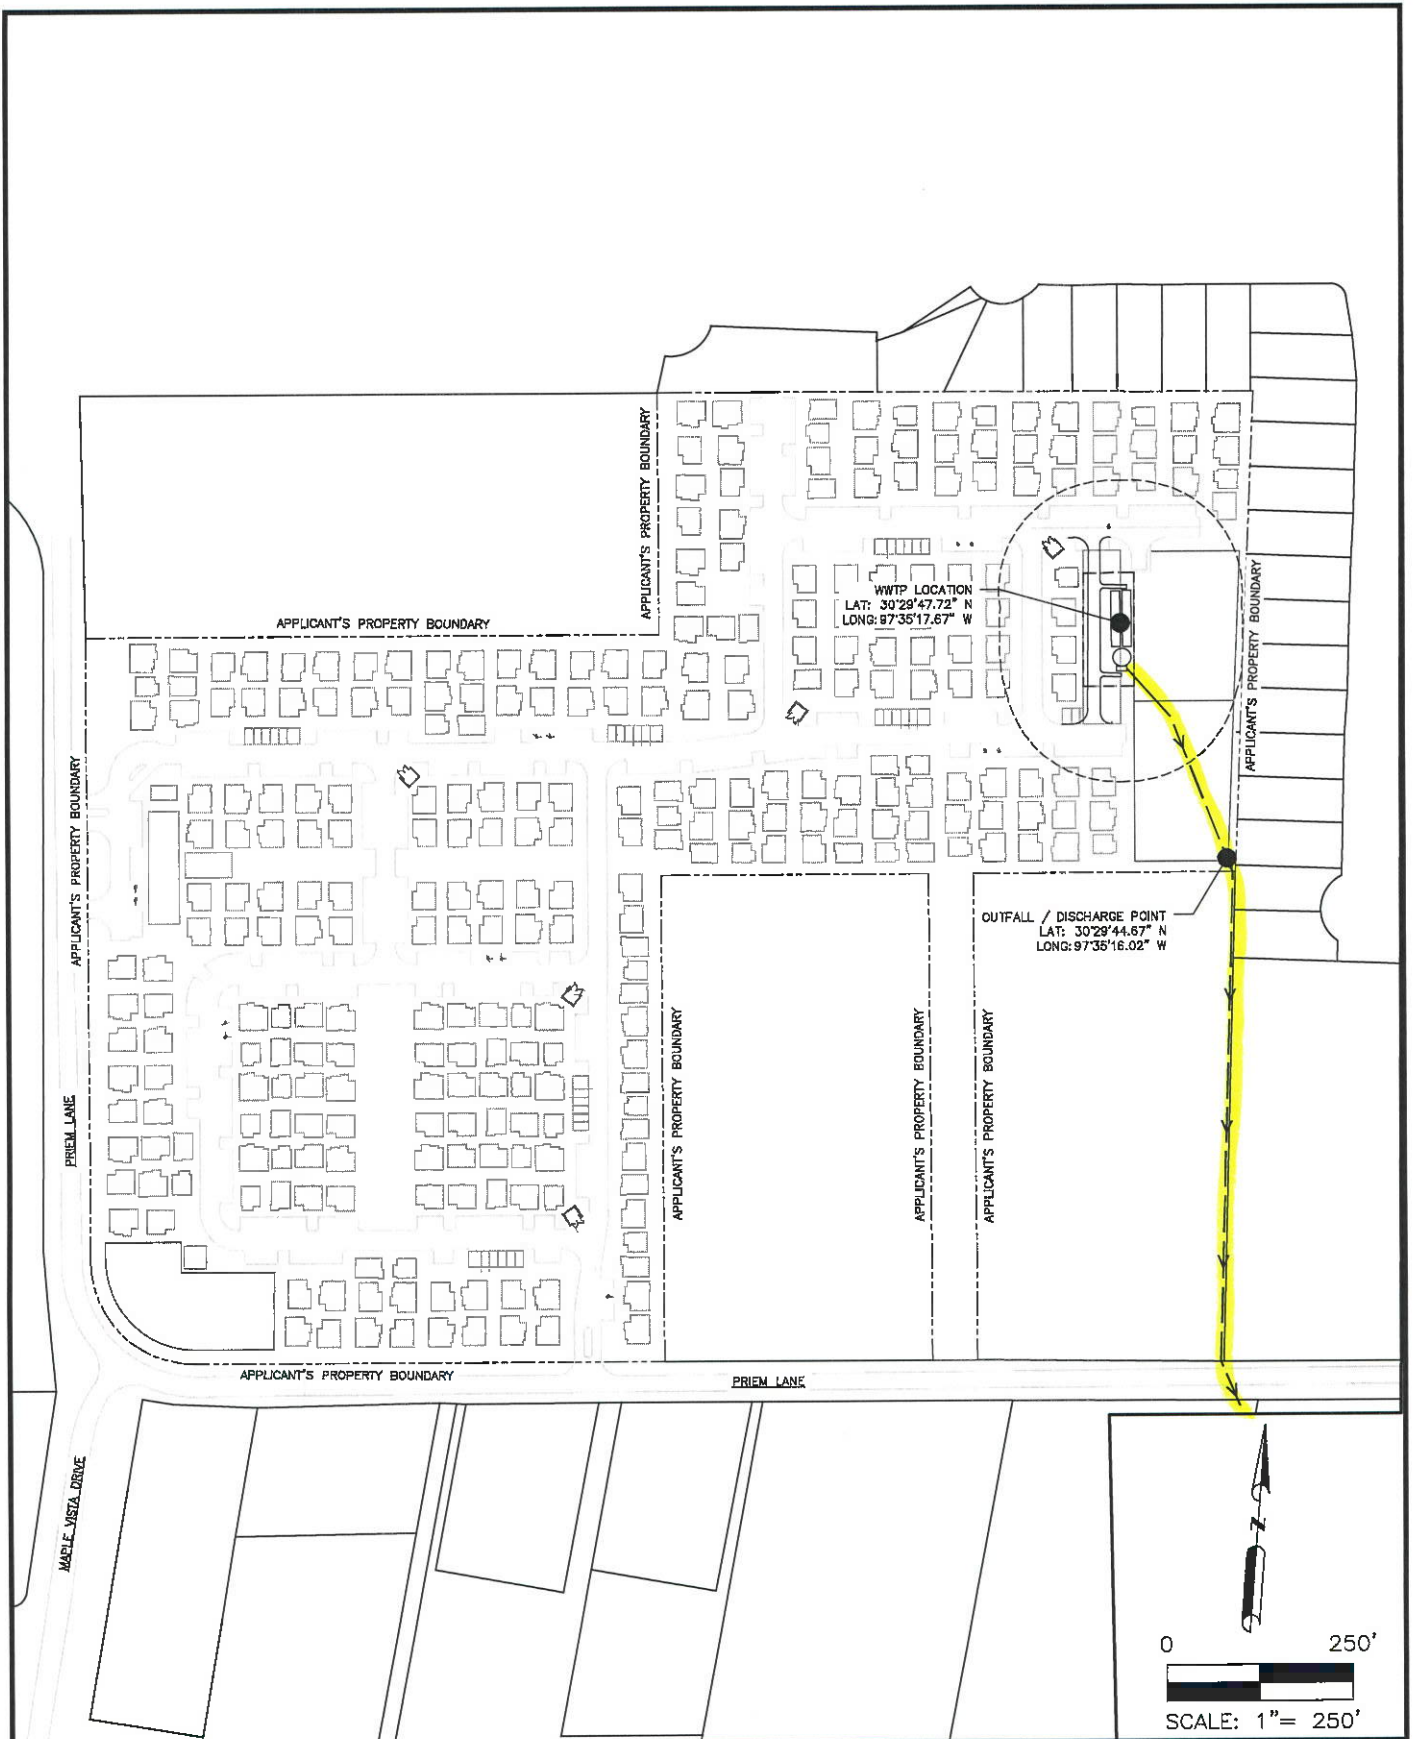 APPLICANT'S PROPERTY BOUNDARY
APPLICANT'S PROPERTY BOUNDARY
WWTP LOCATION
LAT: 30°29'47.72" N
LONG: 97°35'17.67" W
APPLICANT'S PROPERTY BOUNDARY
APPLICANT'S PROPERTY BOUNDARY
OUTFALL / DISCHARGE POINT
LAT: 30°29'44.67" N
LONG: 97°35'16.02" W
APPLICANT'S PROPERTY BOUNDARY
APPLICANT'S PROPERTY BOUNDARY
APPLICANT'S PROPERTY BOUNDARY
PRIEM LANE
APPLICANT'S PROPERTY BOUNDARY
PRIEM LANE
MAPLE VISTA DRIVE
N
0 250'
SCALE: 1"= 250'